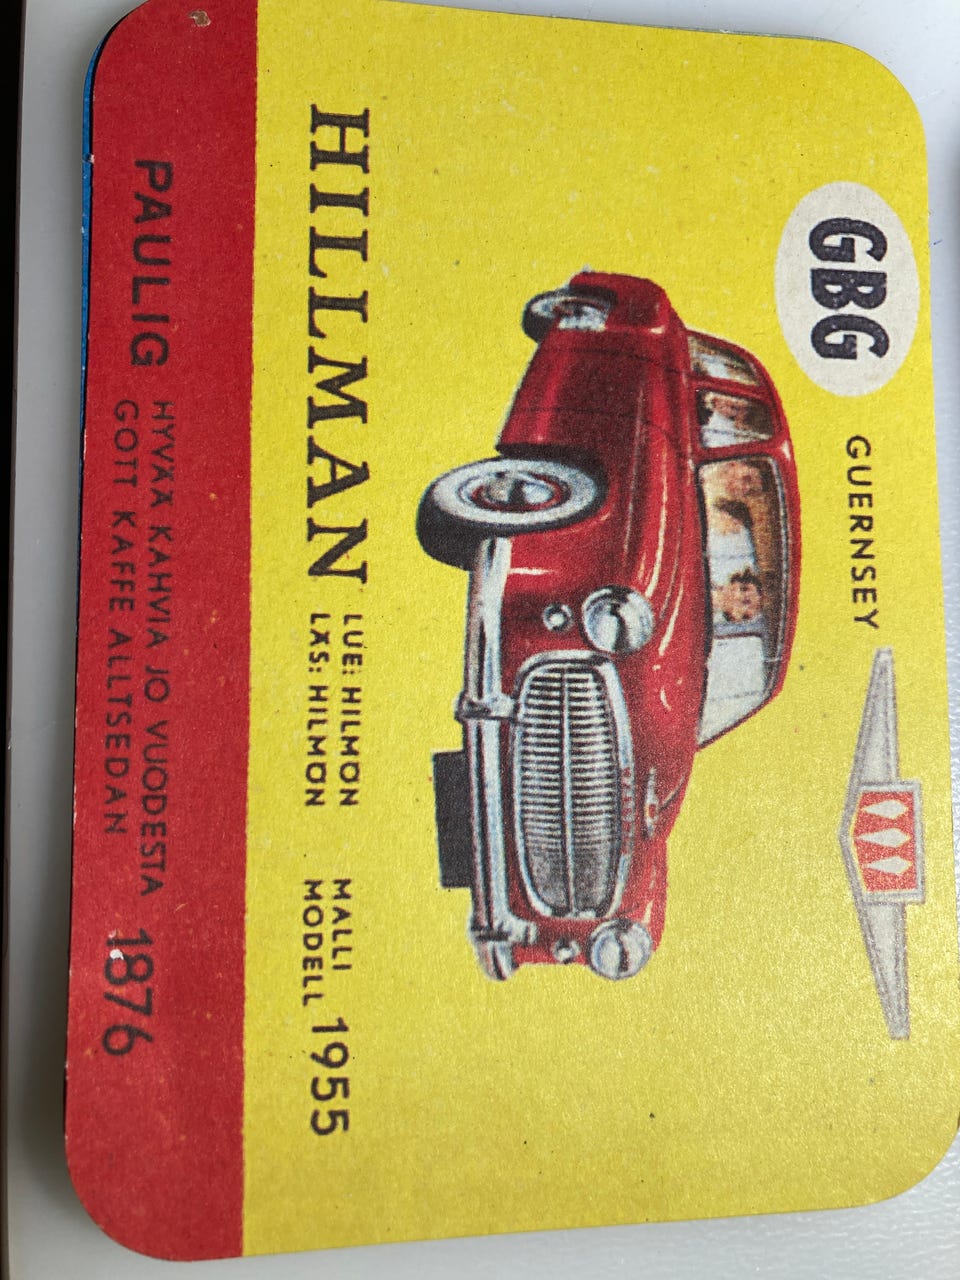 GBG
GUERNSEY
HILLMAN
LUE: HILMON
LÄS: HILMON
MALLI
MODELL 1955
PAULIG
HYVÄÄ KAHVIA JO VUODESTA
GOTT KAFFE ALLTSEDAN
1876